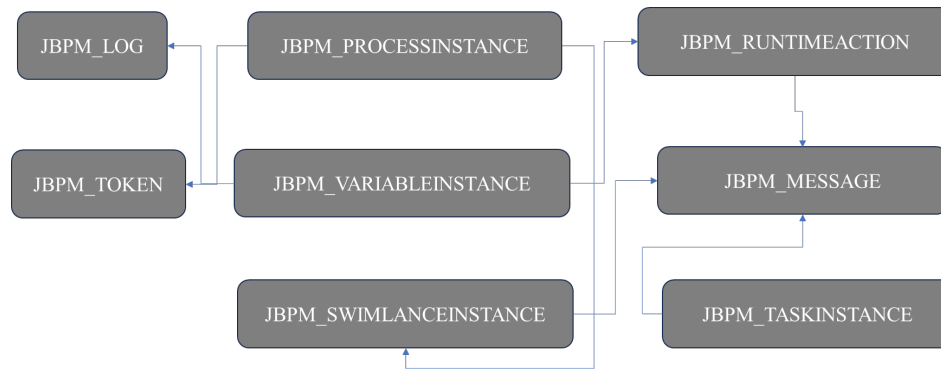 JBPM_LOG
JBPM_PROCESSINSTANCE
JBPM_RUNTIMEACTION
JBPM_TOKEN
JBPM_VARIABLEINSTANCE
JBPM_MESSAGE
JBPM_SWIMLANCEINSTANCE
JBPM_TASKINSTANCE